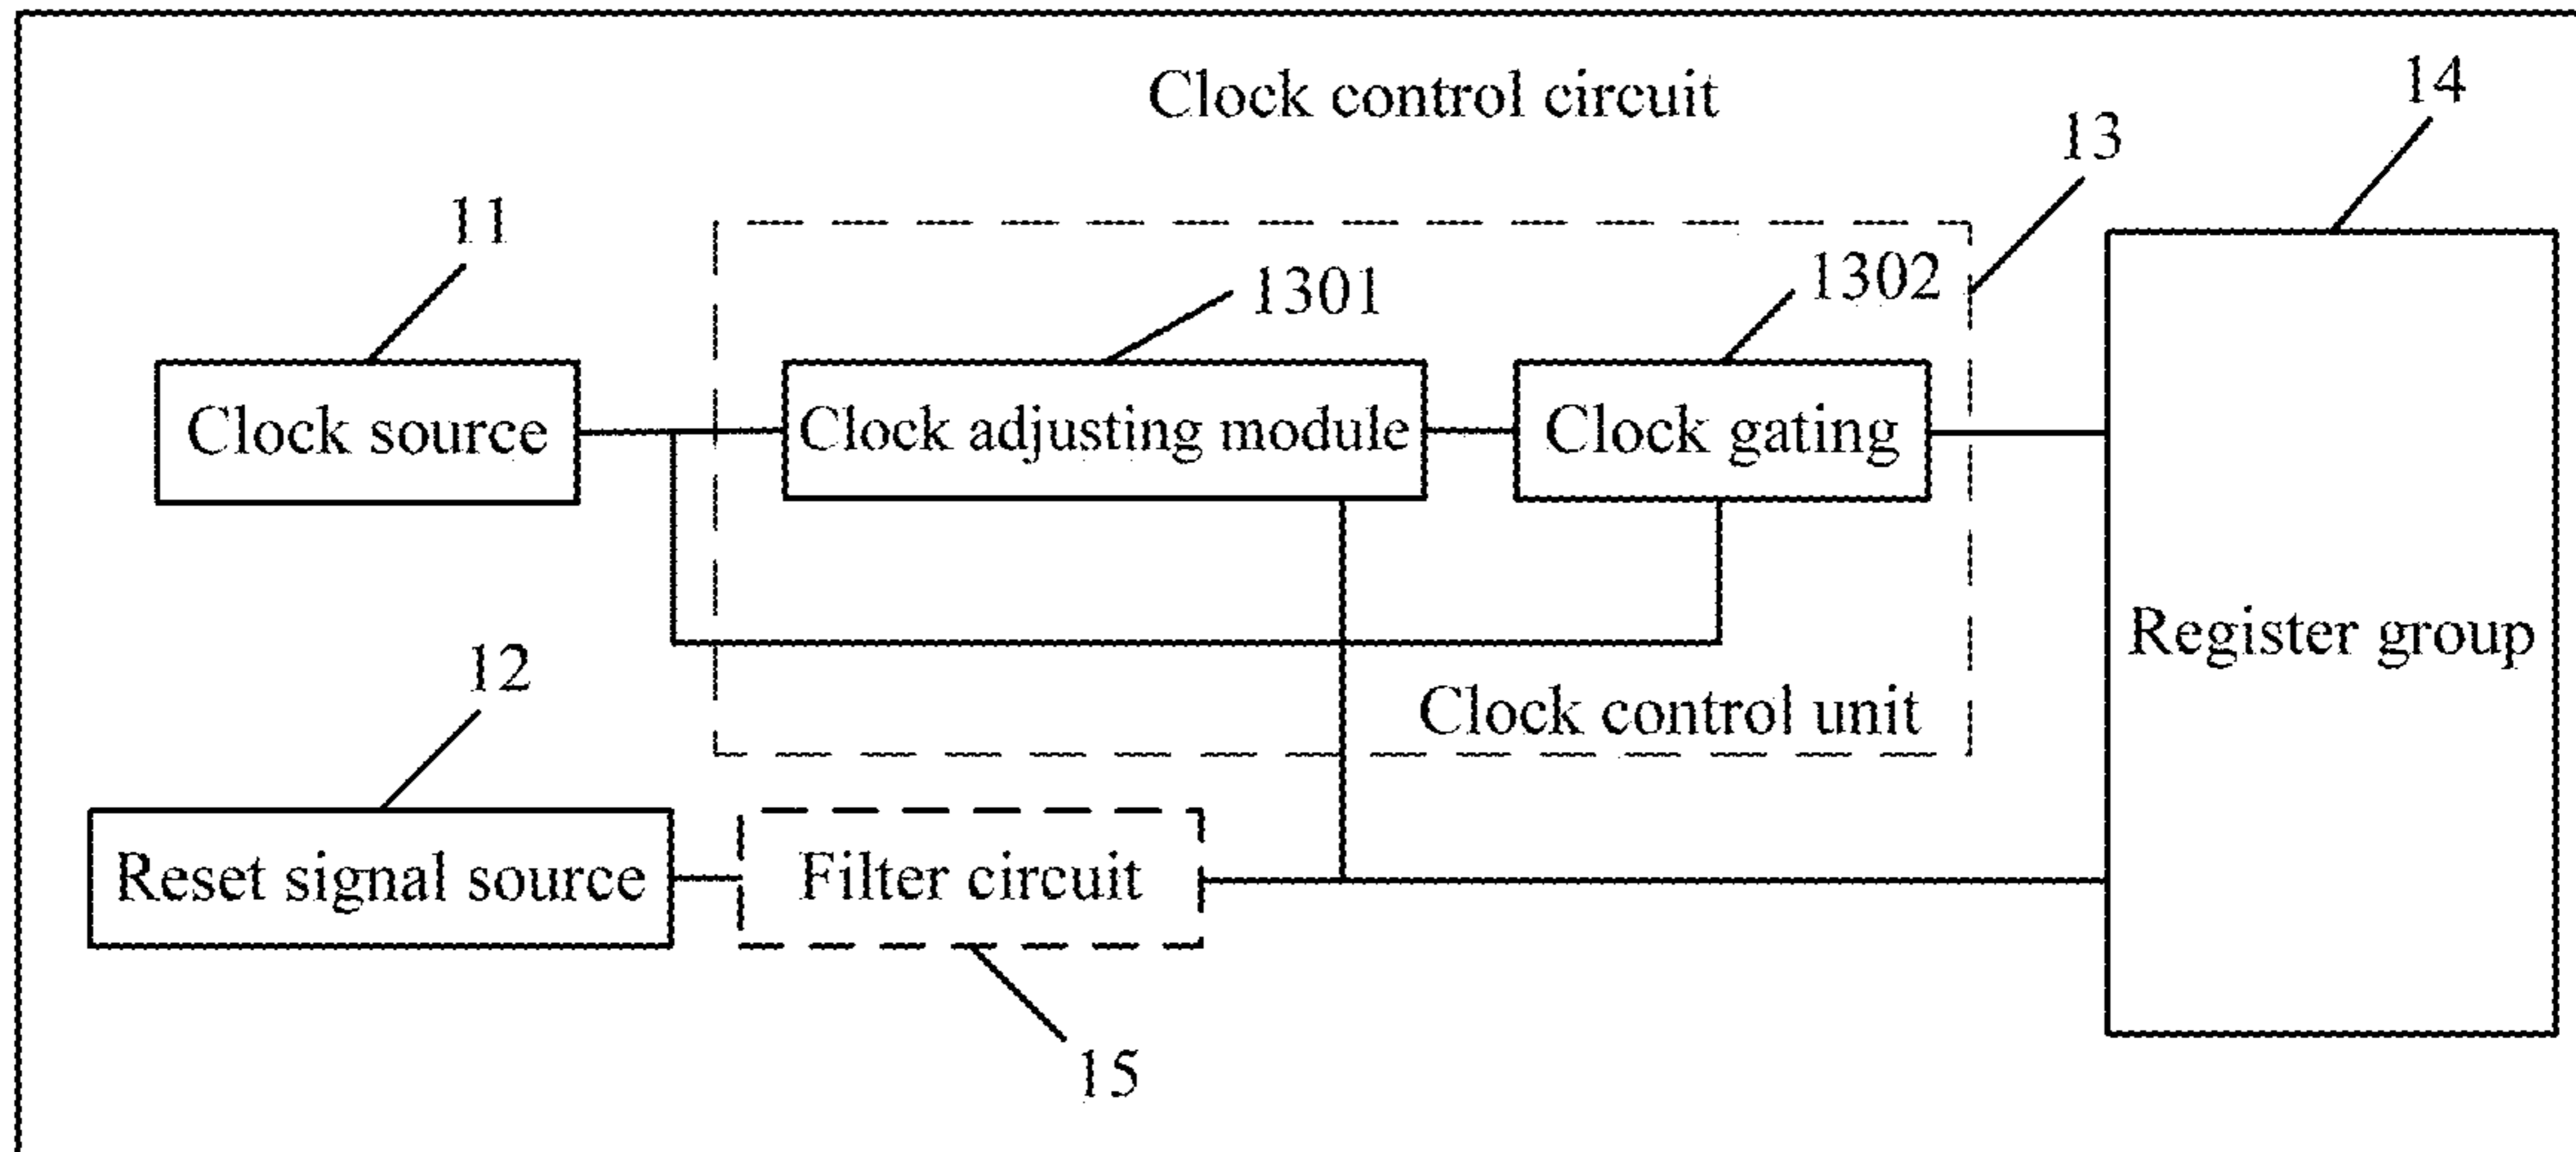 Clock control circuit
14
13
11
1301
1302
Clock source
Clock adjusting module
Clock gating
Register group
12
Clock control unit
Reset signal source
Filter circuit
15